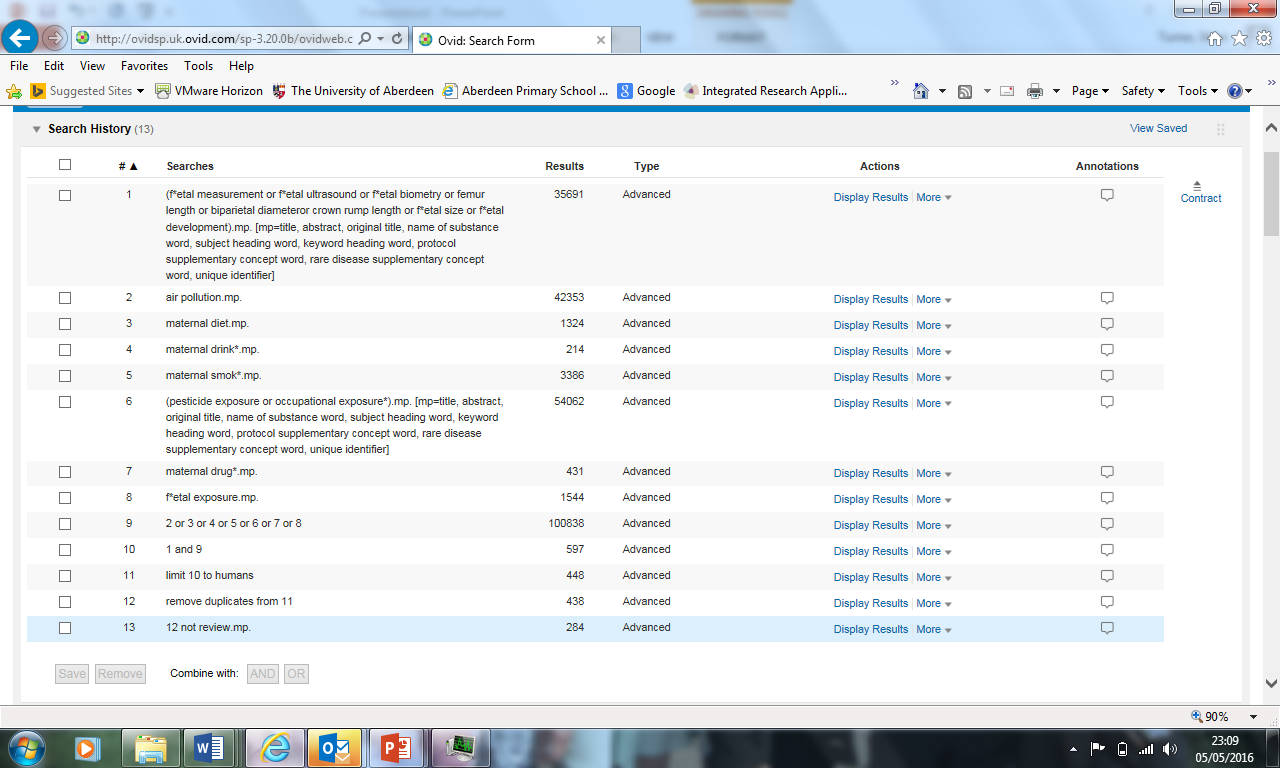 http://ovidsp.uk.ovid.com/sp-3.20.0b/ovidweb.c
Ovid: Search Form
File Edit View Favorites Tools Help
Suggested Sites VMware Horizon The University of Aberdeen Aberdeen Primary School ... Google Integrated Research Appli... » Page Safety Tools »
Search History (13) View Saved
# ▲ Searches Results Type Actions Annotations
1 (f*etal measurement or f*etal ultrasound or f*etal biometry or femur 35691 Advanced Display Results More
length or biparietal diameteror crown rump length or f*etal size or f*etal Contract
development).mp. [mp=title, abstract, original title, name of substance
word, subject heading word, keyword heading word, protocol
supplementary concept word, rare disease supplementary concept
word, unique identifier]
2 air pollution.mp. 42353 Advanced Display Results More
3 maternal diet.mp. 1324 Advanced Display Results More
4 maternal drink*.mp. 214 Advanced Display Results More
5 maternal smok*.mp. 3386 Advanced Display Results More
6 (pesticide exposure or occupational exposure*).mp. [mp=title, abstract, 54062 Advanced Display Results More
original title, name of substance word, subject heading word, keyword
heading word, protocol supplementary concept word, rare disease
supplementary concept word, unique identifier]
7 maternal drug*.mp. 431 Advanced Display Results More
8 f*etal exposure.mp. 1544 Advanced Display Results More
9 2 or 3 or 4 or 5 or 6 or 7 or 8 100838 Advanced Display Results More
10 1 and 9 597 Advanced Display Results More
11 limit 10 to humans 448 Advanced Display Results More
12 remove duplicates from 11 438 Advanced Display Results More
13 12 not review.mp. 284 Advanced Display Results More
Save Remove Combine with: AND OR
90%
23:09
05/05/2016